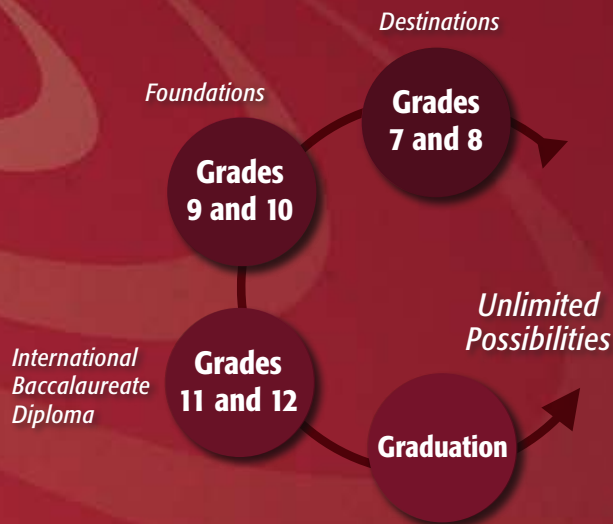 Destinations
Grades
7 and 8
Foundations
Grades
9 and 10
International
Baccalaureate
Diploma
Grades
11 and 12
Graduation
Unlimited
Possibilities